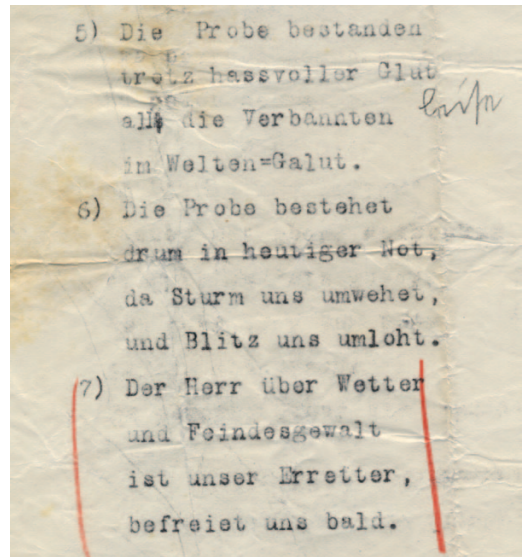 5) Die Probe bestanden
trotz hassvoller Glut
all die Verbannten
im Welten=Galut.
6) Die Probe bestehet
drum in heutiger Not,
da Sturm uns umwehet,
und Blitz uns umloht.
7) Der Herr über Wetter
und Feindesgewalt
ist unser Erretter,
befreiet uns bald.